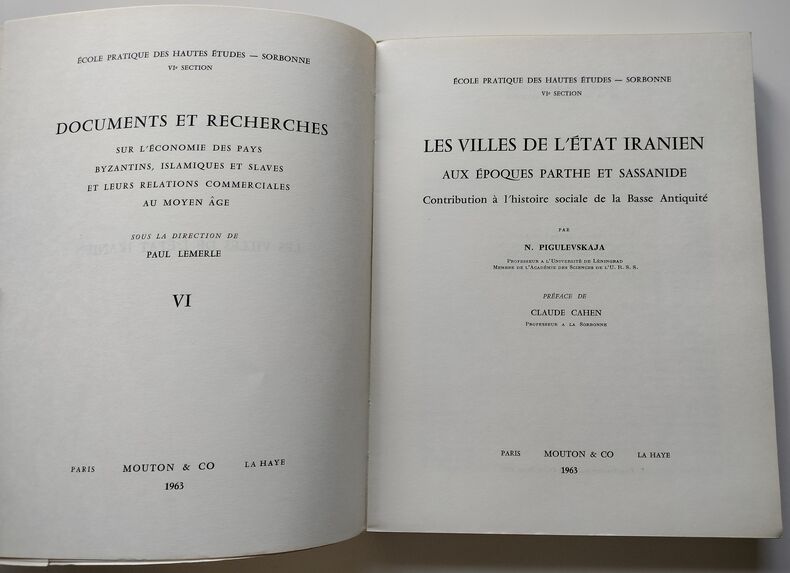 ÉCOLE PRATIQUE DES HAUTES ÉTUDES — SORBONNE
VIe SECTION
DOCUMENTS ET RECHERCHES
SUR L'ÉCONOMIE DES PAYS
BYZANTINS, ISLAMIQUES ET SLAVES
ET LEURS RELATIONS COMMERCIALES
AU MOYEN ÂGE
SOUS LA DIRECTION DE
PAUL LEMERLE
VI
PARIS MOUTON & CO LA HAYE
1963
ÉCOLE PRATIQUE DES HAUTES ÉTUDES — SORBONNE
VIe SECTION
LES VILLES DE L'ÉTAT IRANIEN
AUX ÉPOQUES PARTHE ET SASSANIDE
Contribution à l'histoire sociale de la Basse Antiquité
PAR
N. PIGULEVSKAJA
PROFESSEUR A L'UNIVERSITÉ DE LÉNINGRAD
MEMBRE DE L'ACADÉMIE DES SCIENCES DE L'U. R. S. S.
PRÉFACE DE
CLAUDE CAHEN
PROFESSEUR A LA SORBONNE
PARIS MOUTON & CO LA HAYE
1963